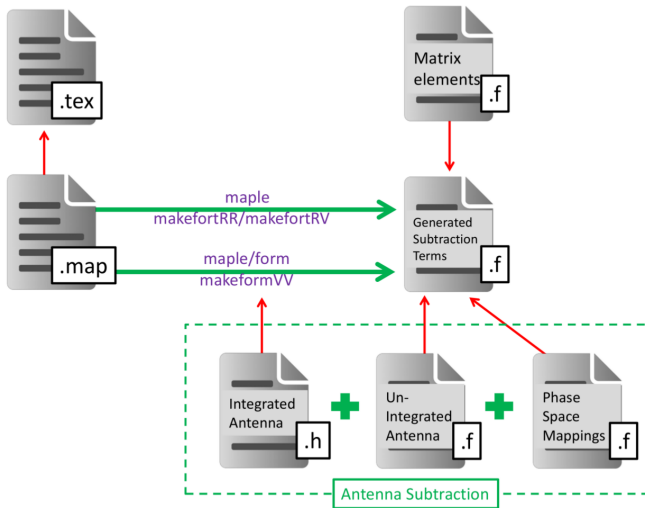 .tex
Matrix
elements
.f
maple
makefortRR/makefortRV
.map
maple/form
makeformVV
Generated
Subtraction
Terms
.f
Integrated
Antenna
.h
Un-
Integrated
Antenna
.f
Phase
Space
Mappings
.f
Antenna Subtraction